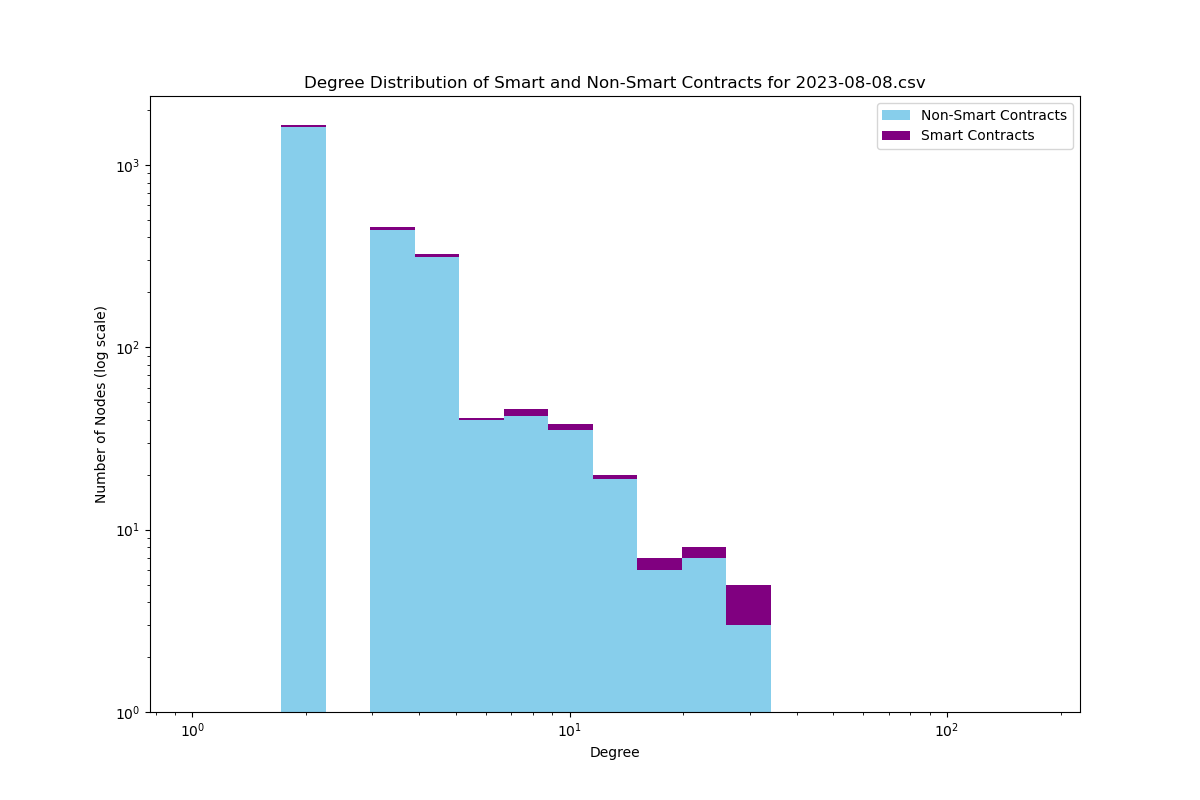 Degree Distribution of Smart and Non-Smart Contracts for 2023-08-08.csv
Non-Smart Contracts
Smart Contracts
Number of Nodes (log scale)
10³
10²
10¹
10⁰
10⁰ 10¹ 10²
Degree